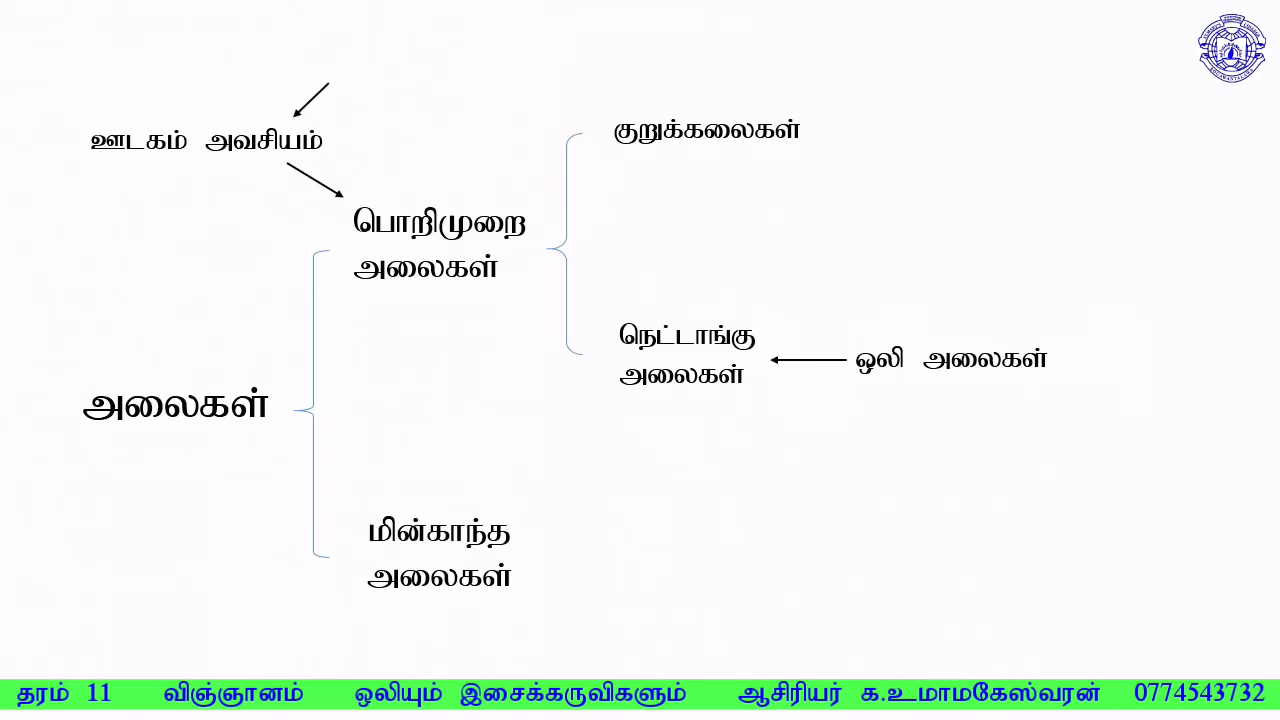 ஊடகம் அவசியம்
குறுக்கலைகள்
பொறிமுறை
அலைகள்
நெட்டாங்கு
அலைகள்
ஒலி அலைகள்
அலைகள்
மின்காந்த
அலைகள்
தரம் 11 விஞ்ஞானம் ஒலியும் இசைக்கருவிகளும் ஆசிரியர் க.உமாமகேஸ்வரன் 0774543732